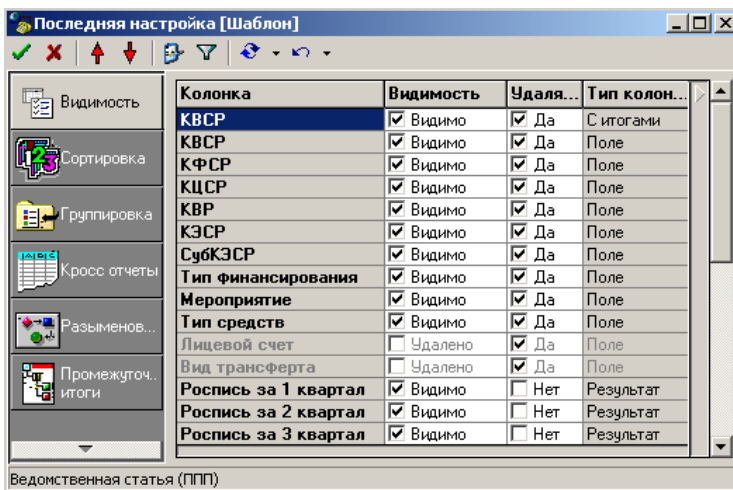 Последняя настройка [Шаблон]
Видимость
Сортировка
Группировка
Кросс отчеты
Разыменов...
Промежуточ..
итоги
Колонка Видимость Удаля... Тип колон...
КВСР Видимо Да С итогами
КВСР Видимо Да Поле
КФСР Видимо Да Поле
КЦСР Видимо Да Поле
КВР Видимо Да Поле
КЭСР Видимо Да Поле
СубКЭСР Видимо Да Поле
Тип финансирования Видимо Да Поле
Мероприятие Видимо Да Поле
Тип средств Видимо Да Поле
Лицевой счет Удалено Да Поле
Вид трансферта Удалено Да Поле
Роспись за 1 квартал Видимо Нет Результат
Роспись за 2 квартал Видимо Нет Результат
Роспись за 3 квартал Видимо Нет Результат
Ведомственная статья (ППП)